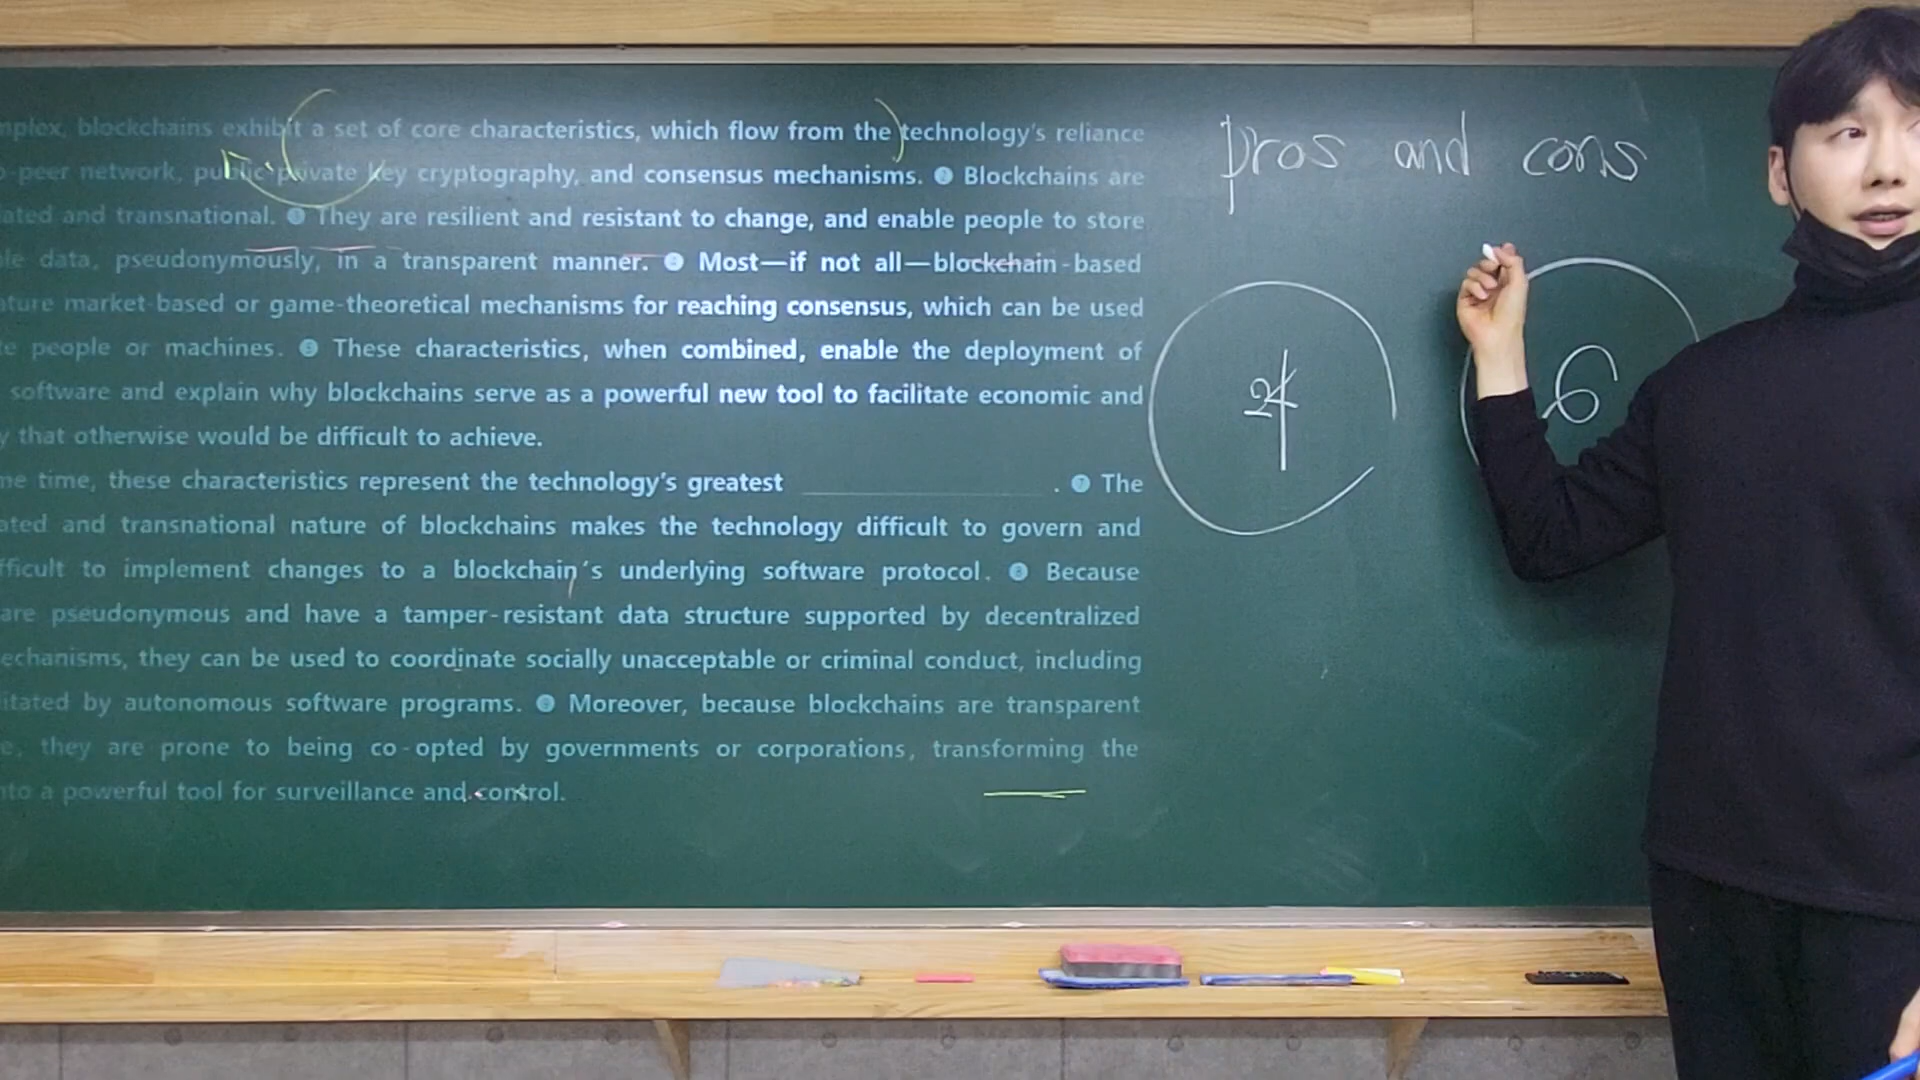 mplex, blockchains exhibit a set of core characteristics, which flow from the technology's reliance
o-peer network, public-private key cryptography, and consensus mechanisms. ❷ Blockchains are
ated and transnational. ❸ They are resilient and resistant to change, and enable people to store
le data, pseudonymously, in a transparent manner. ❹ Most—if not all—blockchain-based
ature market-based or game-theoretical mechanisms for reaching consensus, which can be used
te people or machines. ❺ These characteristics, when combined, enable the deployment of
software and explain why blockchains serve as a powerful new tool to facilitate economic and
y that otherwise would be difficult to achieve.
me time, these characteristics represent the technology's greatest ____________ . ❼ The
ated and transnational nature of blockchains makes the technology difficult to govern and
fficult to implement changes to a blockchain's underlying software protocol. ❽ Because
are pseudonymous and have a tamper-resistant data structure supported by decentralized
echanisms, they can be used to coordinate socially unacceptable or criminal conduct, including
litated by autonomous software programs. ❾ Moreover, because blockchains are transparent
e, they are prone to being co-opted by governments or corporations, transforming the
nto a powerful tool for surveillance and control.
pros and cons
6